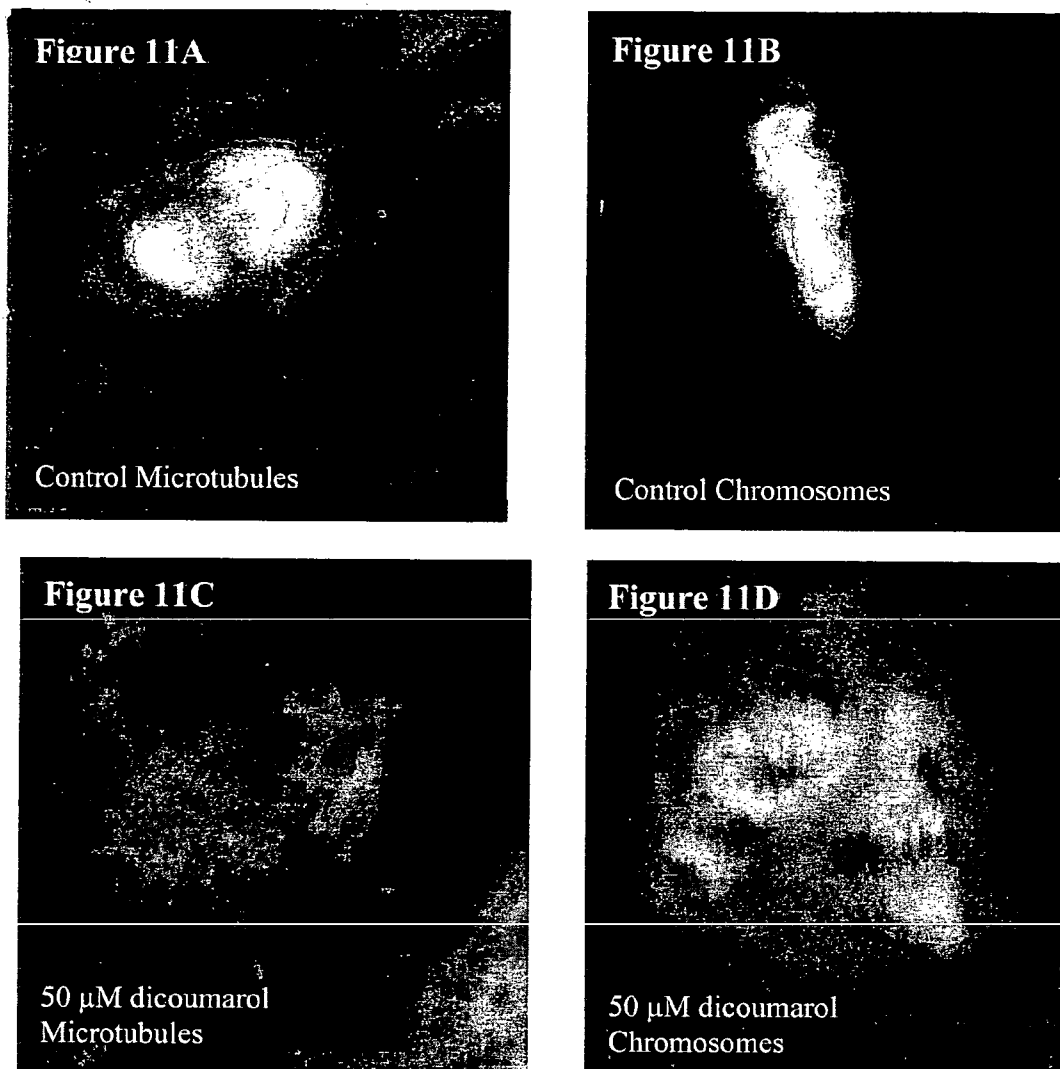 Figure 11A
Control Microtubules
Figure 11B
Control Chromosomes
Figure 11C
50 µM dicoumarol
Microtubules
Figure 11D
50 µM dicoumarol
Chromosomes